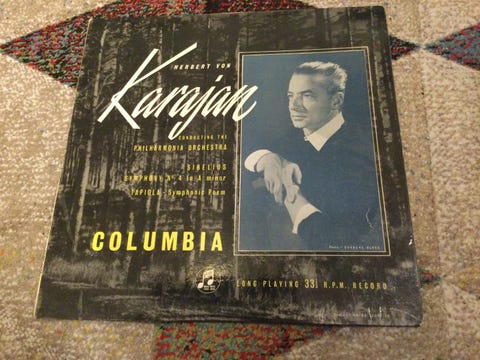 HERBERT VON
Karajan
CONDUCTING THE
PHILHARMONIA ORCHESTRA
SIBELIUS
SYMPHONY No 4 in A minor
TAPIOLA - Symphonic Poem
COLUMBIA
LONG PLAYING 33⅓ R.P.M. RECORD